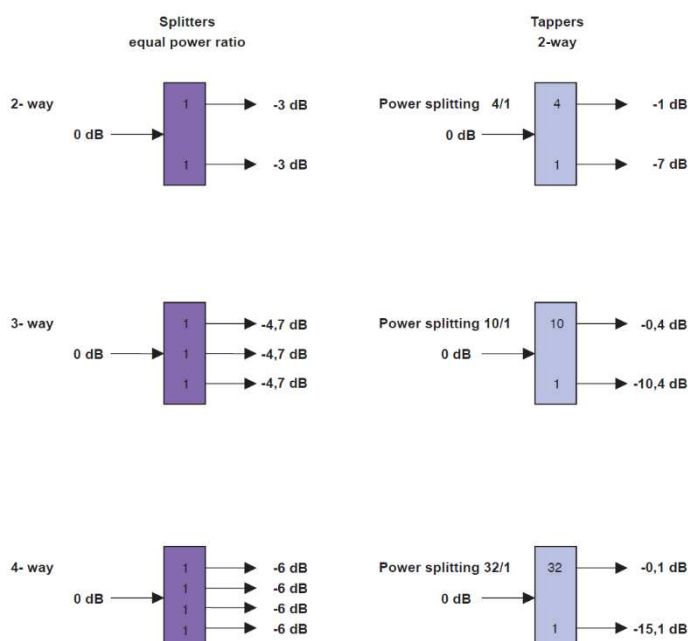 Splitters
equal power ratio
Tappers
2-way
2- way
0 dB
1
1
-3 dB
-3 dB
Power splitting 4/1
0 dB
4
1
-1 dB
-7 dB
3- way
0 dB
1
1
1
-4,7 dB
-4,7 dB
-4,7 dB
Power splitting 10/1
0 dB
10
1
-0,4 dB
-10,4 dB
4- way
0 dB
1
1
1
1
-6 dB
-6 dB
-6 dB
-6 dB
Power splitting 32/1
0 dB
32
1
-0,1 dB
-15,1 dB